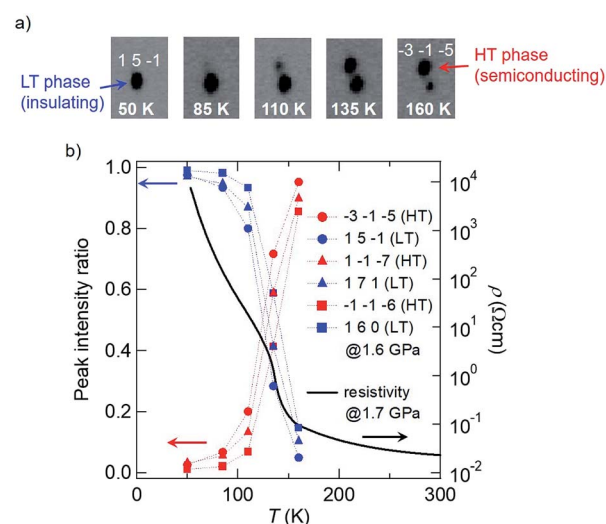 a)
1 5 -1
-3 -1 -5
LT phase
(insulating)
HT phase
(semiconducting)
50 K
85 K
110 K
135 K
160 K
b)
1.0
0.8
0.6
0.4
0.2
0.0
Peak intensity ratio
-3 -1 -5 (HT)
1 5 -1 (LT)
1 -1 -7 (HT)
1 7 1 (LT)
-1 -1 -6 (HT)
1 6 0 (LT)
@1.6 GPa
resistivity
@1.7 GPa
10⁴
10³
10²
10¹
10⁰
10⁻¹
10⁻²
ρ (Ωcm)
0
100
200
300
T (K)